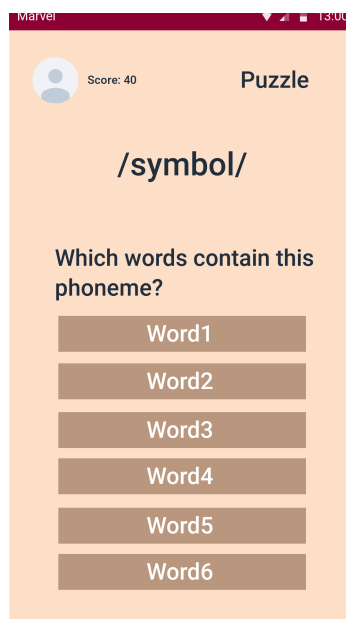 Marvel 13:00
Score: 40 Puzzle
/symbol/
Which words contain this
phoneme?
Word1
Word2
Word3
Word4
Word5
Word6